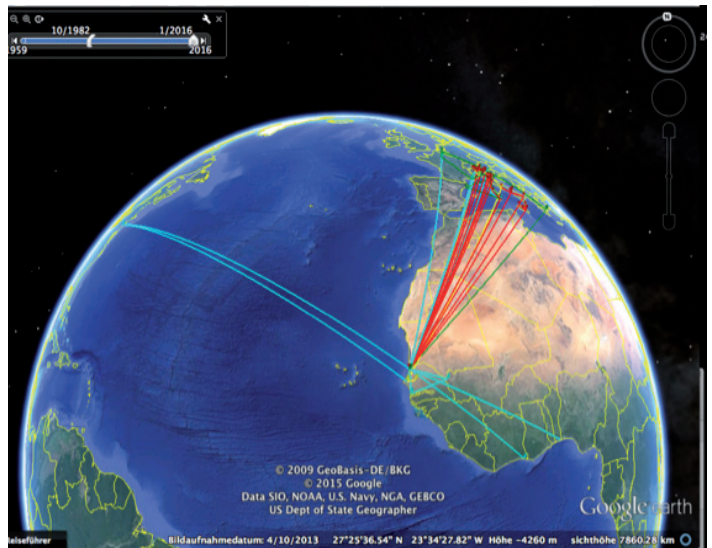 10/1982 1/2016
1959 2016
N
© 2009 GeoBasis-DE/BKG
© 2015 Google
Data SIO, NOAA, U.S. Navy, NGA, GEBCO
US Dept of State Geographer
Google earth
Reiseführer Bildaufnahmedatum: 4/10/2013 27°25'36.54" N 23°34'27.82" W Höhe -4260 m sichthöhe 7860.28 km